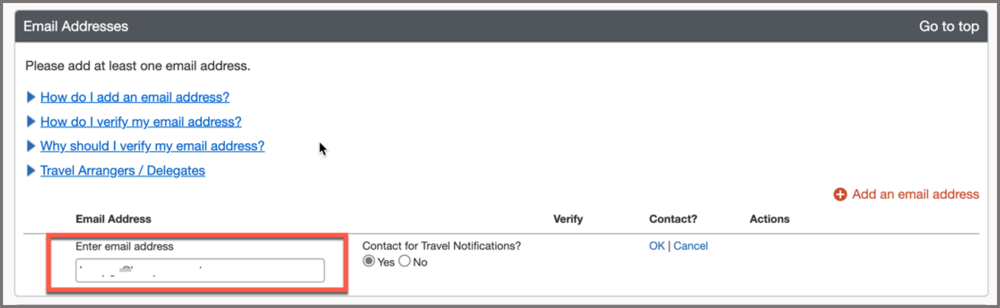 Email Addresses Go to top
Please add at least one email address.
How do I add an email address?
How do I verify my email address?
Why should I verify my email address?
Travel Arrangers / Delegates
Add an email address
Email Address Verify Contact? Actions
Enter email address Contact for Travel Notifications? OK | Cancel
Yes No